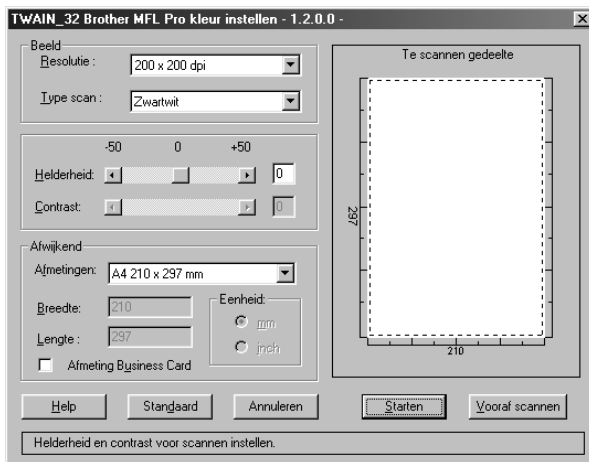 TWAIN_32 Brother MFL Pro kleur instellen - 1.2.0.0 -
Beeld
Resolutie : 200 x 200 dpi
Type scan : Zwartwit
-50 0 +50
Helderheid: 0
Contrast: 0
Afwijkend
Afmetingen: A4 210 x 297 mm
Breedte: 210
Lengte : 297
Eenheid:
mm
inch
Afmeting Business Card
Te scannen gedeelte
297
210
Help Standaard Annuleren Starten Vooraf scannen
Helderheid en contrast voor scannen instellen.